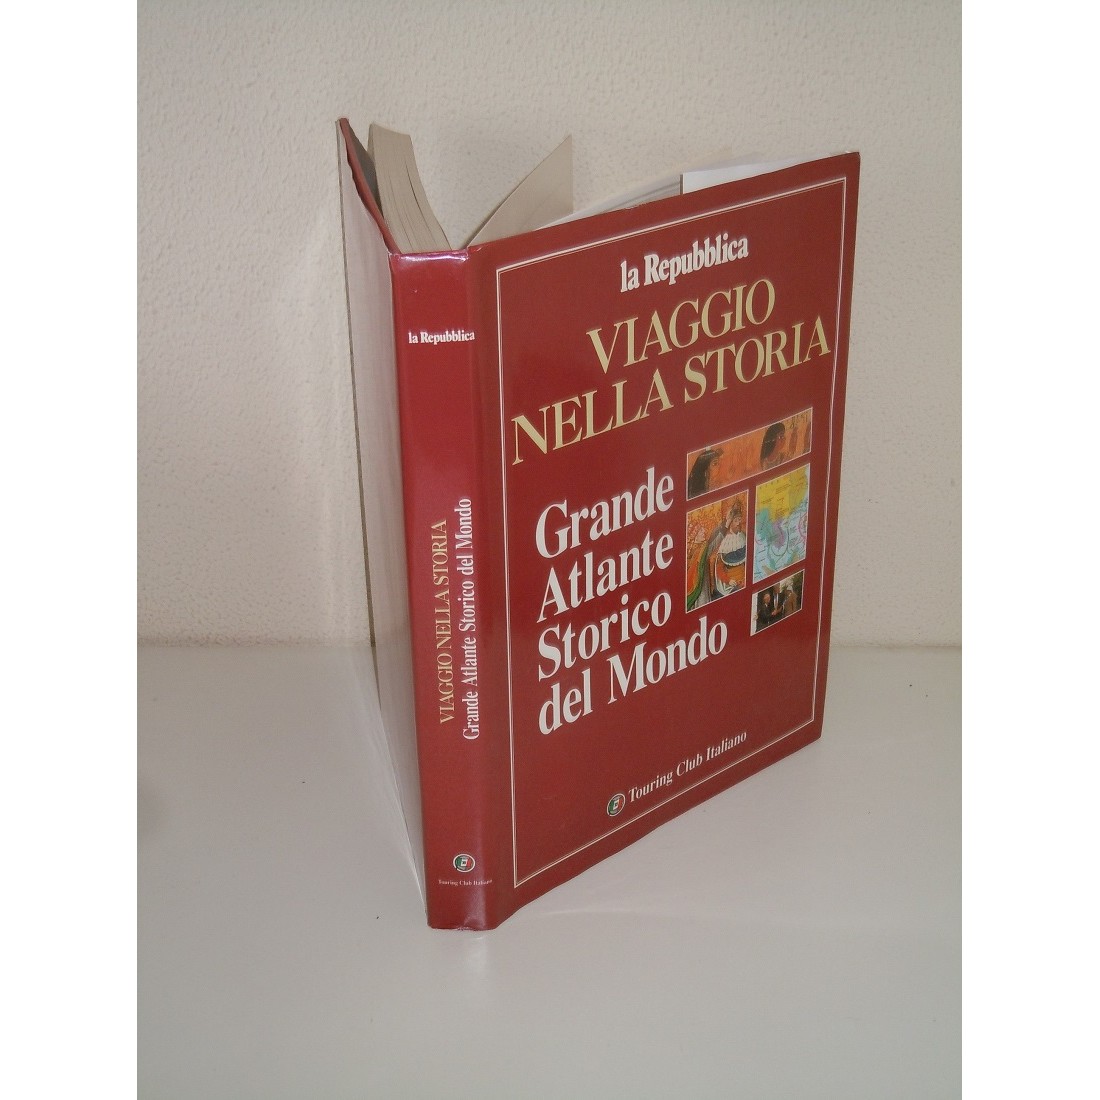 la Repubblica
VIAGGIO NELLA STORIA
Grande Atlante Storico del Mondo
Touring Club Italiano
la Repubblica
VIAGGIO
NELLA STORIA
Grande
Atlante
Storico
del Mondo
Touring Club Italiano